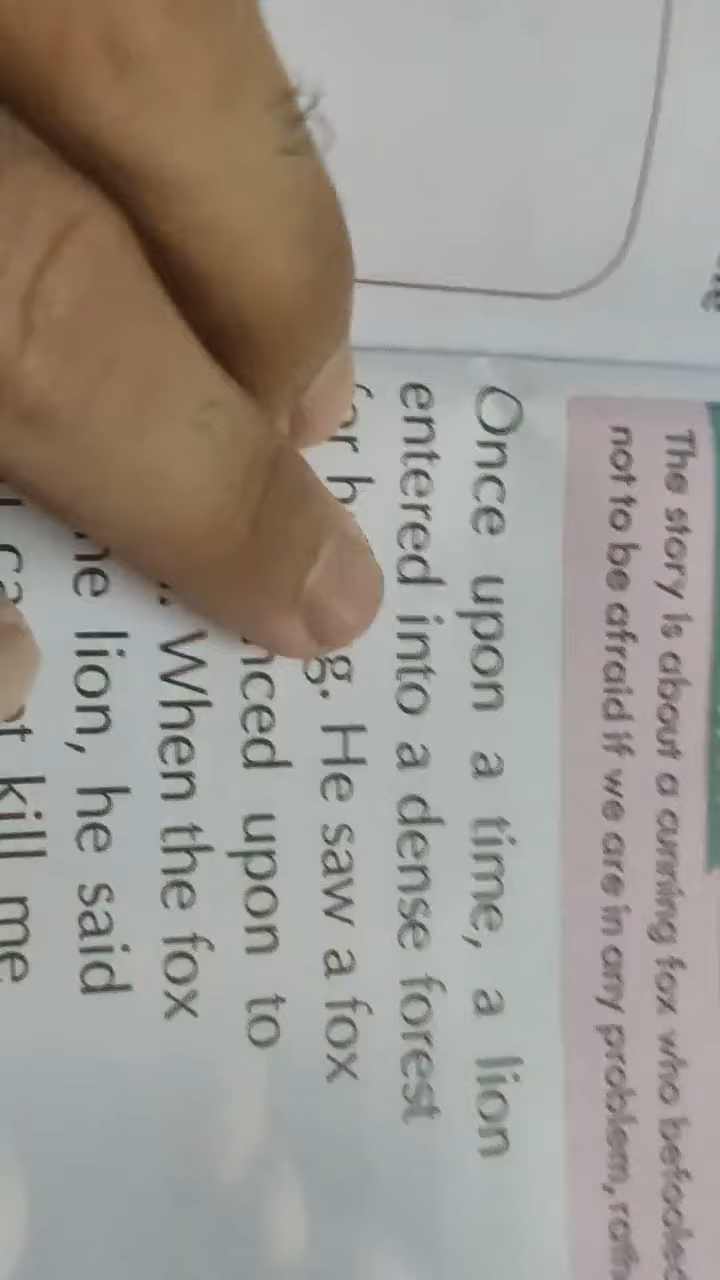 The story is about a cunning fox who befooled
not to be afraid if we are in any problem,
Once upon a time, a lion
entered into a dense forest
He saw a fox
upon to
When the fox
lion, he said
kill me